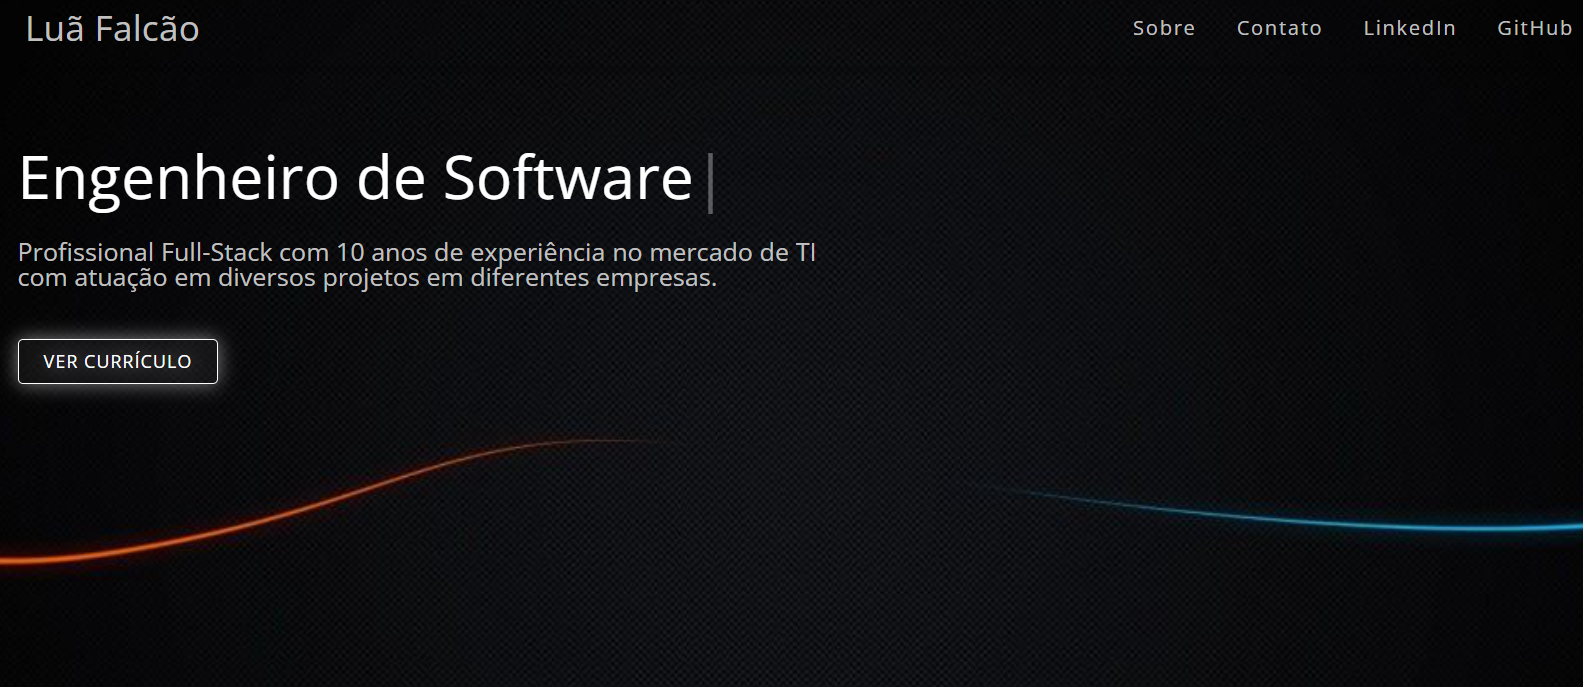 Luã Falcão
Sobre Contato LinkedIn GitHub
Engenheiro de Software|
Profissional Full-Stack com 10 anos de experiência no mercado de TI
com atuação em diversos projetos em diferentes empresas.
VER CURRÍCULO